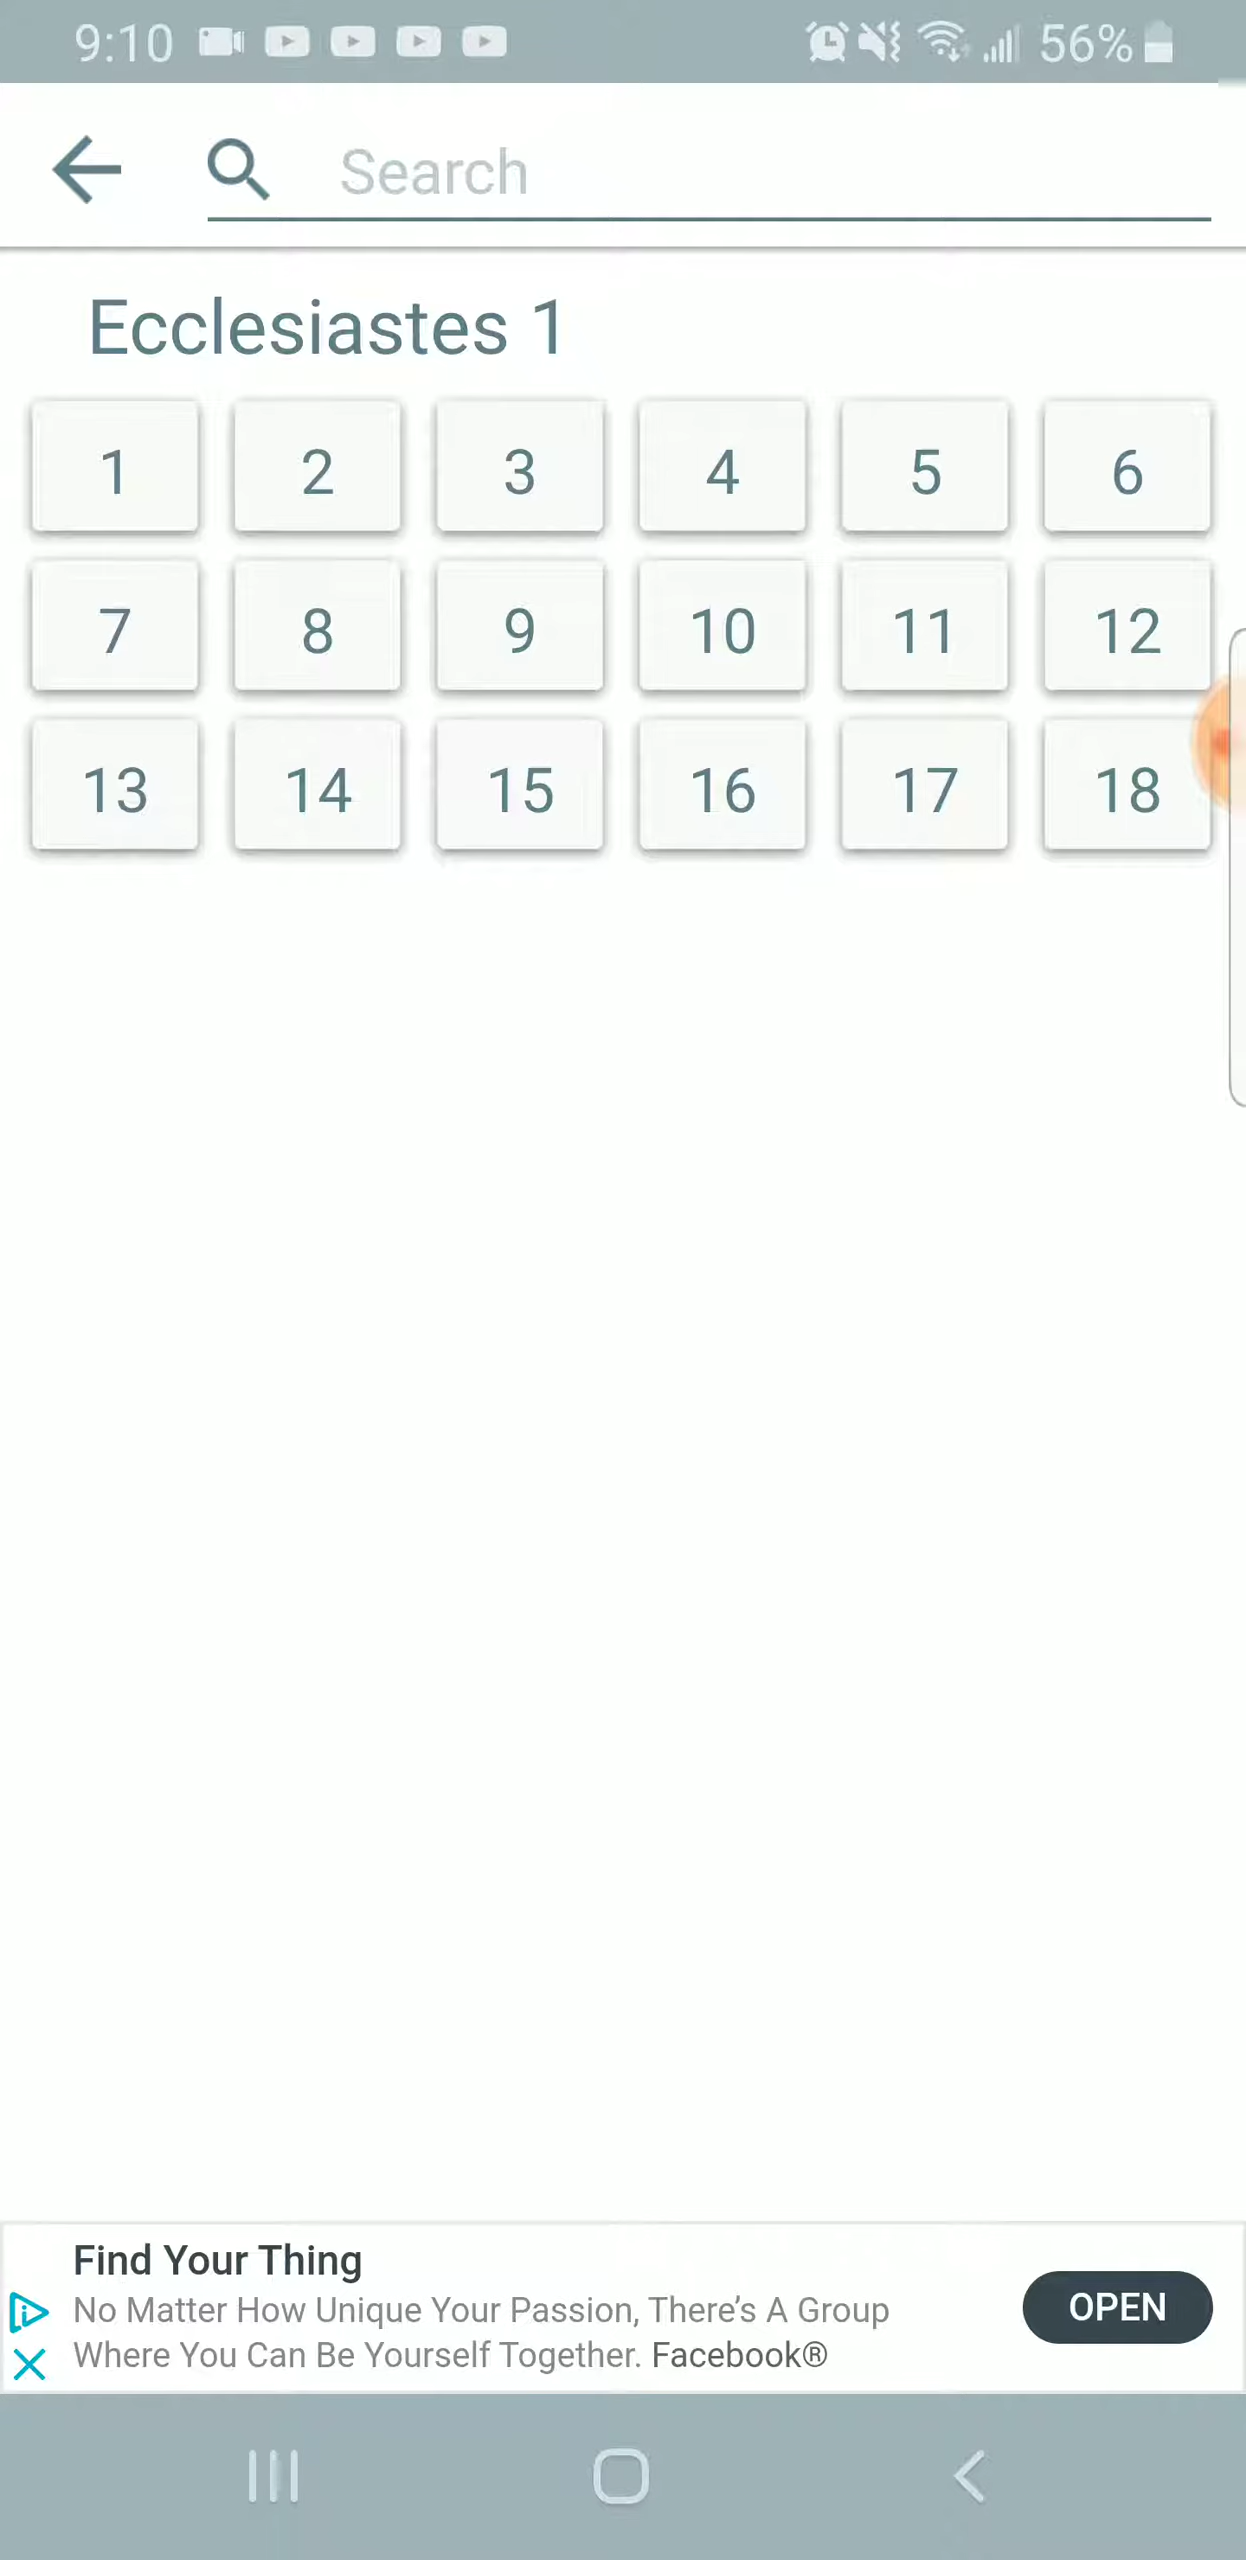 9:10 56%
Search
Ecclesiastes 1
1 2 3 4 5 6
7 8 9 10 11 12
13 14 15 16 17 18
Find Your Thing
No Matter How Unique Your Passion, There's A Group
Where You Can Be Yourself Together. Facebook®
OPEN